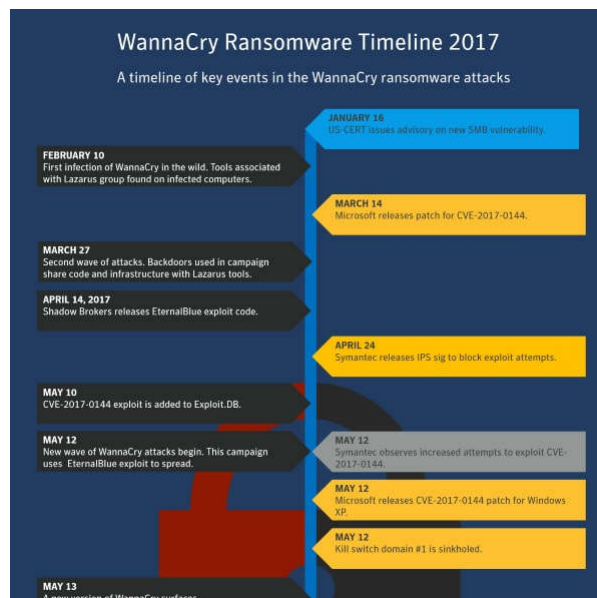 WannaCry Ransomware Timeline 2017
A timeline of key events in the WannaCry ransomware attacks
JANUARY 16
US-CERT issues advisory on new SMB vulnerability.
FEBRUARY 10
First infection of WannaCry in the wild. Tools associated
with Lazarus group found on infected computers.
MARCH 14
Microsoft releases patch for CVE-2017-0144.
MARCH 27
Second wave of attacks. Backdoors used in campaign
share code and infrastructure with Lazarus tools.
APRIL 14, 2017
Shadow Brokers releases EternalBlue exploit code.
APRIL 24
Symantec releases IPS sig to block exploit attempts.
MAY 10
CVE-2017-0144 exploit is added to Exploit.DB.
MAY 12
New wave of WannaCry attacks begin. This campaign
uses EternalBlue exploit to spread.
MAY 12
Symantec observes increased attempts to exploit CVE-
2017-0144.
MAY 12
Microsoft releases CVE-2017-0144 patch for Windows
XP.
MAY 12
Kill switch domain #1 is sinkholed.
MAY 13
A new version of WannaCry surfaces